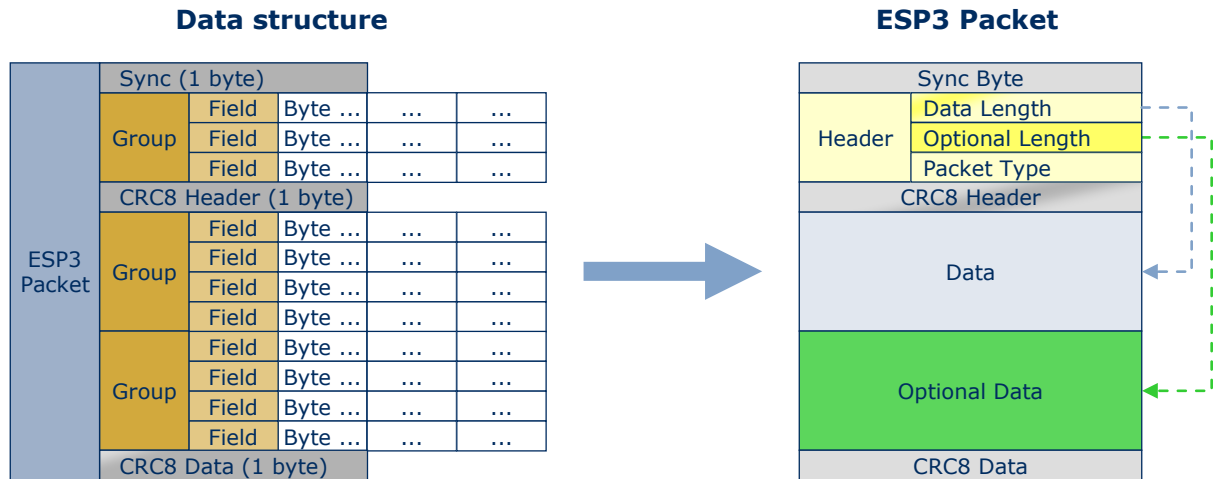 Data structure
ESP3 Packet
ESP3
Packet
Sync (1 byte)
Group
Field Byte ... ... ...
Field Byte ... ... ...
Field Byte ... ... ...
CRC8 Header (1 byte)
Group
Field Byte ... ... ...
Field Byte ... ... ...
Field Byte ... ... ...
Field Byte ... ... ...
Group
Field Byte ... ... ...
Field Byte ... ... ...
Field Byte ... ... ...
Field Byte ... ... ...
CRC8 Data (1 byte)
Sync Byte
Header
Data Length
Optional Length
Packet Type
CRC8 Header
Data
Optional Data
CRC8 Data